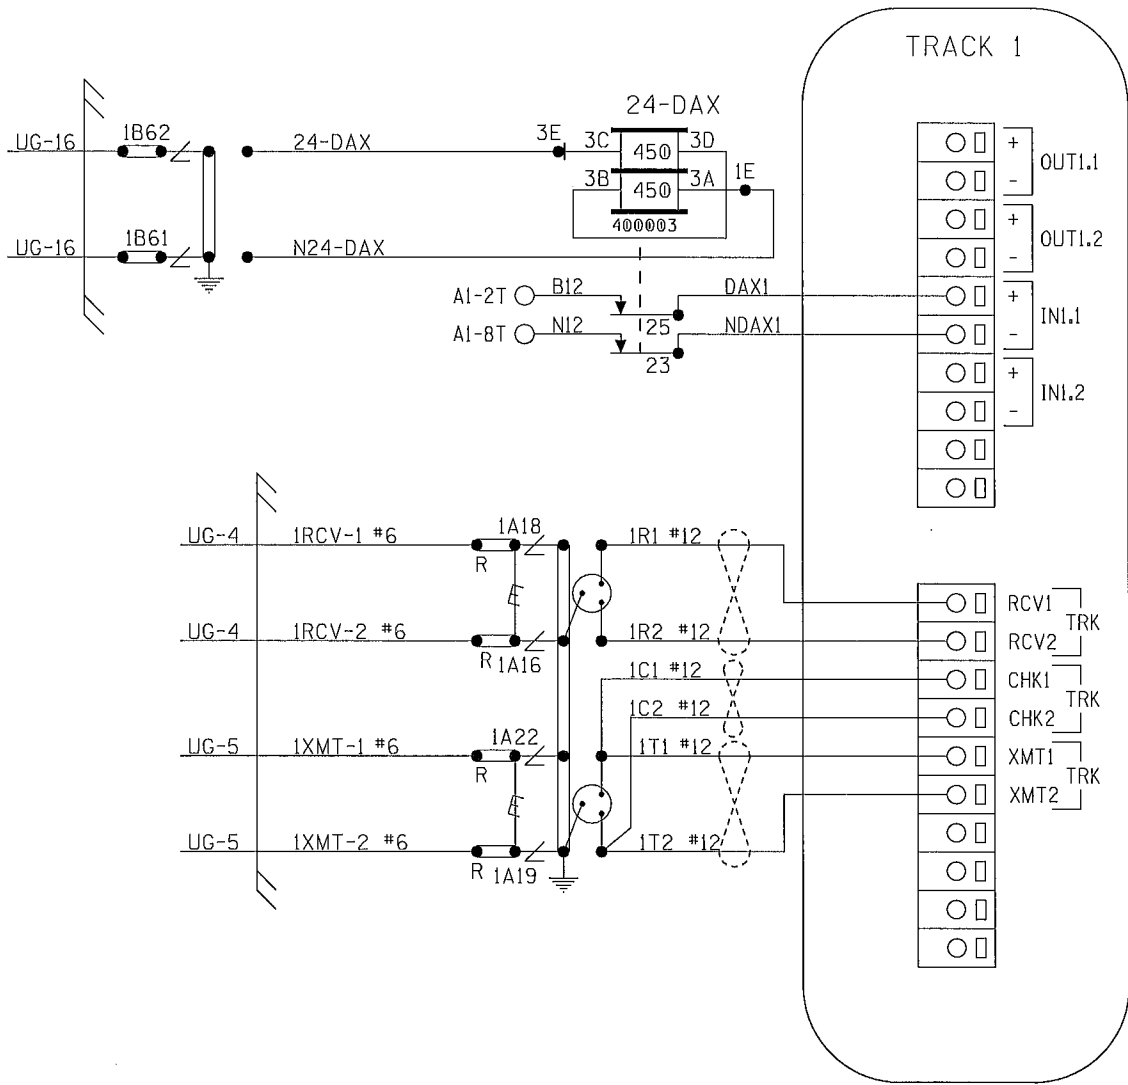 TRACK 1
24-DAX
UG-16 1B62 24-DAX 3E 3C 450 3D
3B 450 3A 1E
400003
UG-16 1B61 N24-DAX
A1-2T B12 25 DAX1
A1-8T N12 23 NDAX1
+ OUT1.1
-
+ OUT1.2
-
+ IN1.1
-
+ IN1.2
-
UG-4 1RCV-1 #6 R 1A18 1R1 #12 RCV1
E
TRK
UG-4 1RCV-2 #6 R 1A16 1R2 #12 RCV2
1C1 #12 CHK1
TRK
1C2 #12 CHK2
UG-5 1XMT-1 #6 R 1A22 1T1 #12 XMT1
TRK
E
XMT2
UG-5 1XMT-2 #6 R 1A19 1T2 #12